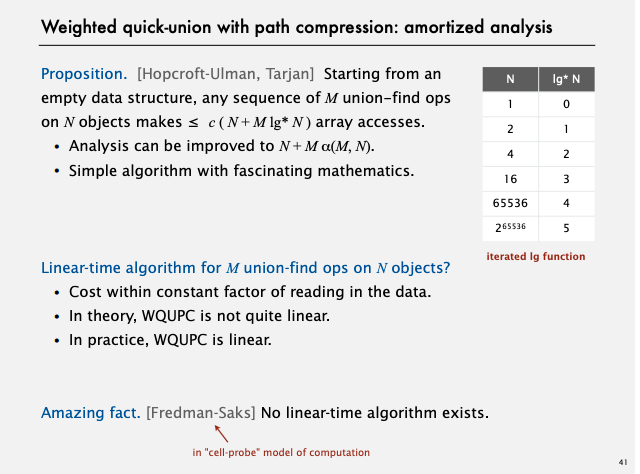 Weighted quick-union with path compression: amortized analysis
Proposition. [Hopcroft-Ulman, Tarjan] Starting from an
empty data structure, any sequence of M union–find ops
on N objects makes ≤ c ( N + M lg* N ) array accesses.
• Analysis can be improved to N + M α(M, N).
• Simple algorithm with fascinating mathematics.
N lg* N
1 0
2 1
4 2
16 3
65536 4
2^65536 5
iterated lg function
Linear-time algorithm for M union-find ops on N objects?
• Cost within constant factor of reading in the data.
• In theory, WQUPC is not quite linear.
• In practice, WQUPC is linear.
Amazing fact. [Fredman-Saks] No linear-time algorithm exists.
in "cell-probe" model of computation
41